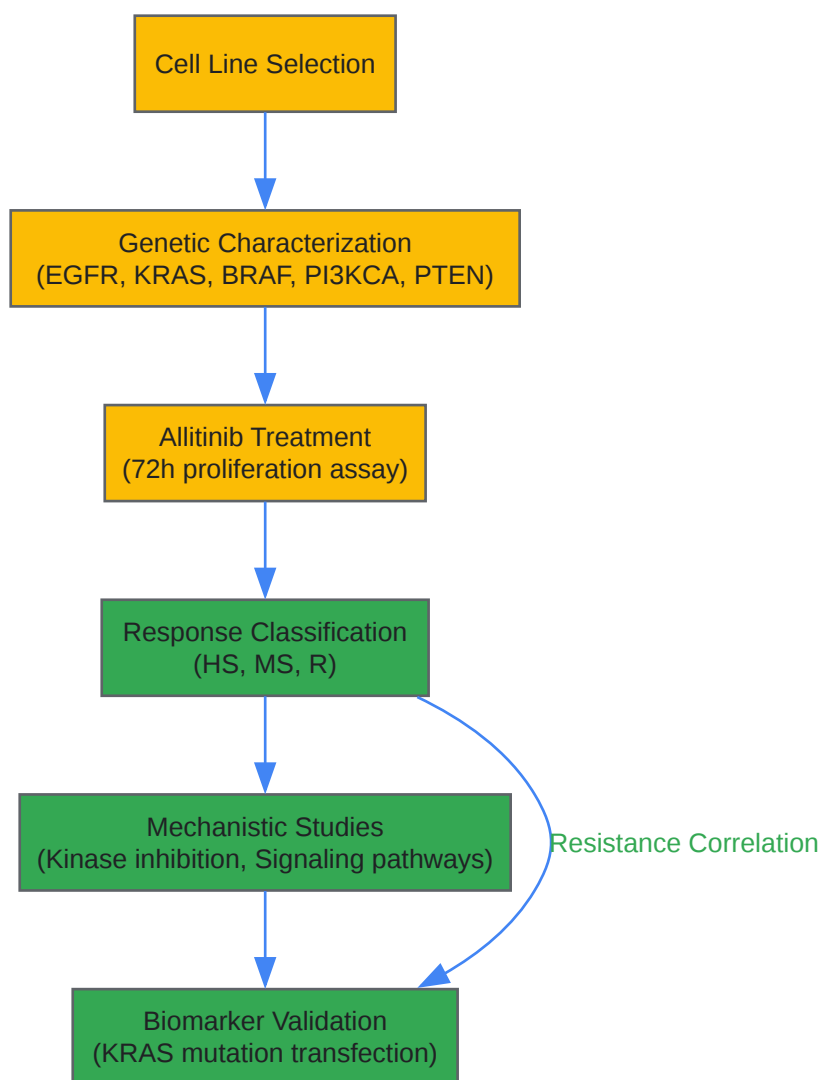 Cell Line Selection
Genetic Characterization
(EGFR, KRAS, BRAF, PI3KCA, PTEN)
Allitinib Treatment
(72h proliferation assay)
Response Classification
(HS, MS, R)
Mechanistic Studies
(Kinase inhibition, Signaling pathways)
Resistance Correlation
Biomarker Validation
(KRAS mutation transfection)